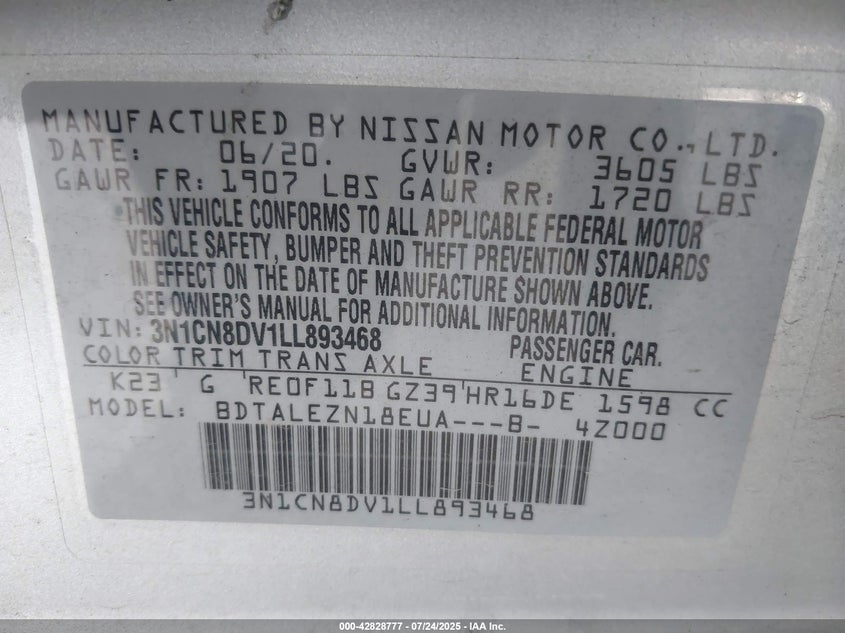 MANUFACTURED BY NISSAN MOTOR CO., LTD.
DATE: 06/20. GVWR: 3605 LBS
GAWR FR: 1907 LBS GAWR RR: 1720 LBS
THIS VEHICLE CONFORMS TO ALL APPLICABLE FEDERAL MOTOR
VEHICLE SAFETY, BUMPER AND THEFT PREVENTION STANDARDS
IN EFFECT ON THE DATE OF MANUFACTURE SHOWN ABOVE.
SEE OWNER'S MANUAL FOR ADDITIONAL INFORMATION.
VIN: 3N1CN8DV1LL893468 PASSENGER CAR.
COLOR TRIM TRANS AXLE ENGINE
K23 G RE0F11B GZ39 HR16DE 1598 CC
MODEL: BDTALEZN18EUA---B- 4Z000
3N1CN8DV1LL893468
000-42828777 - 07/24/2025 - IAA Inc.